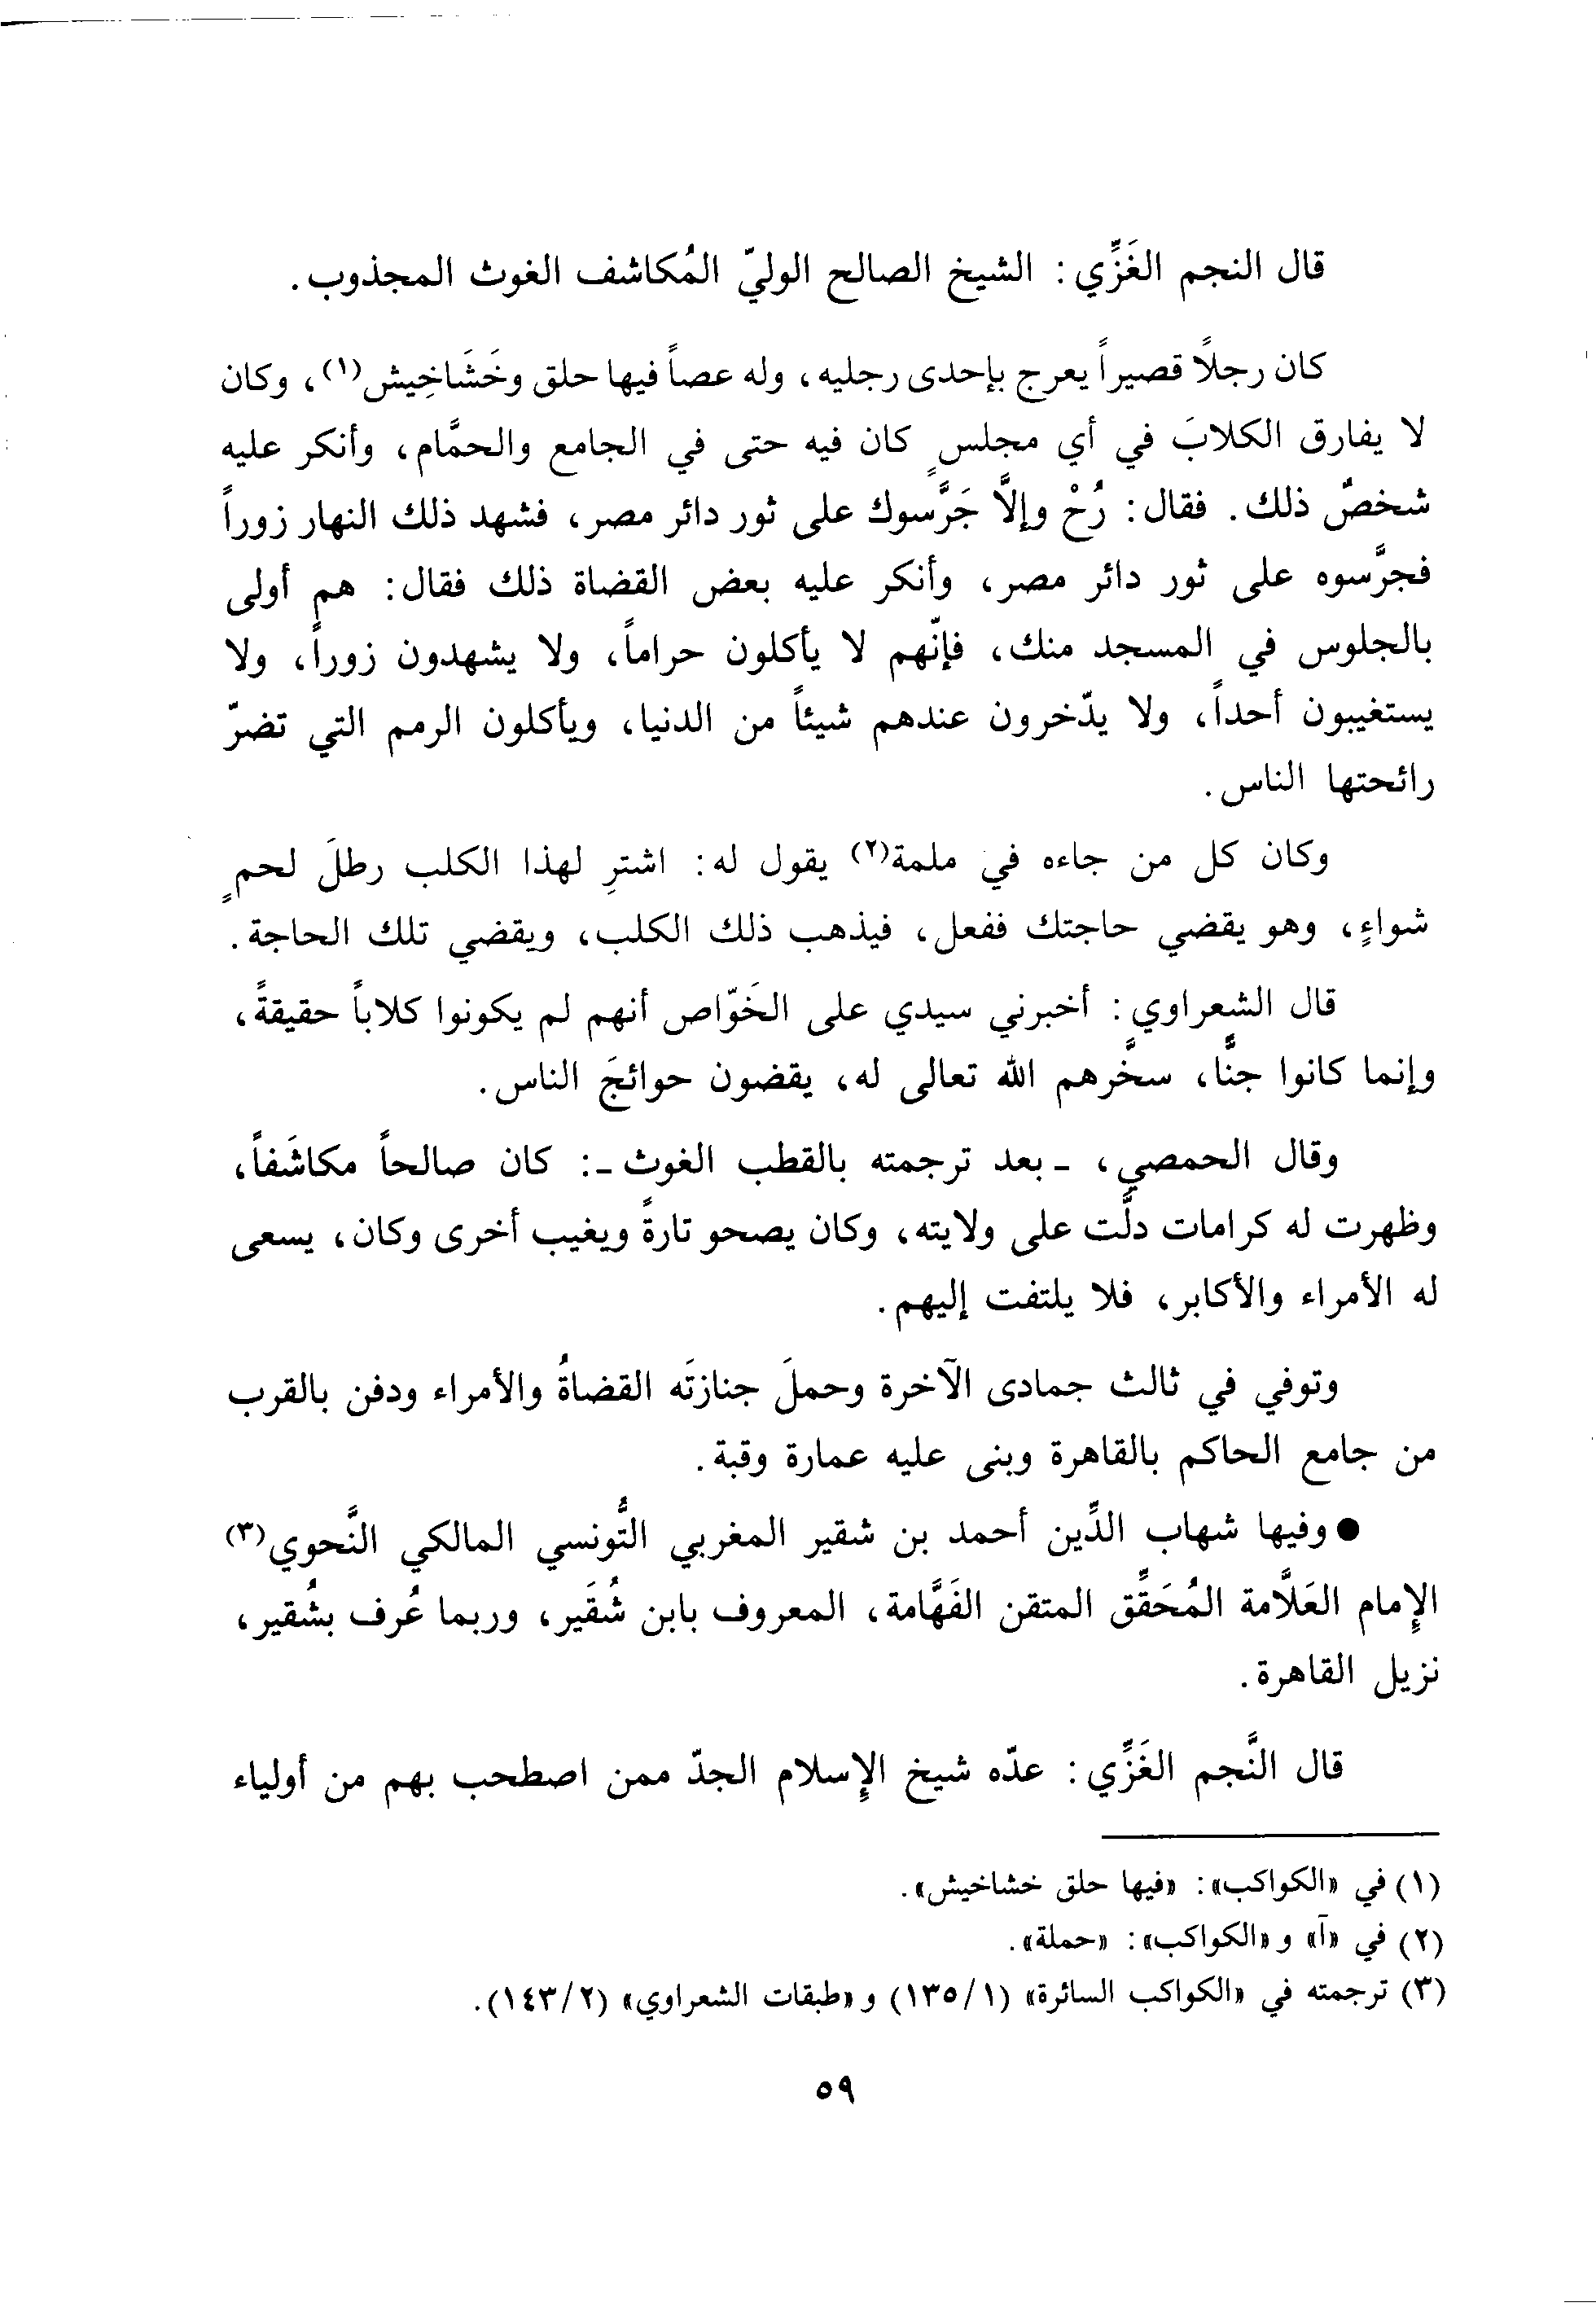 قال النجم الغَزِّي: الشيخ الصالح الوليّ المُكاشف الغوث المجذوب.
كان رجلًا قصيراً يعرج بإحدى رجليه، وله عصاً فيها حلق وخَشَاخِيش(١)، وكان
لا يفارق الكلابَ في أي مجلسٍ كان فيه حتى في الجامع والحمَّام، وأنكر عليه
شخصٌ ذلك. فقال: رُحْ وإلَّا جَرَّسوك على ثور دائر مصر، فشهد ذلك النهار زوراً
فجرَّسوه على ثور دائر مصر، وأنكر عليه بعض القضاة ذلك فقال: هم أولى
بالجلوس في المسجد منك، فإنّهم لا يأكلون حراماً، ولا يشهدون زوراً، ولا
يستغيبون أحداً، ولا يدّخرون عندهم شيئاً من الدنيا، ويأكلون الرمم التي تضرّ
رائحتها الناس.
وكان كل من جاءه في ملمة(٢) يقول له: اشترِ لهذا الكلب رطلَ لحمٍ
شواءٍ، وهو يقضي حاجتك ففعل، فيذهب ذلك الكلب، ويقضي تلك الحاجة.
قال الشعراوي: أخبرني سيدي على الخَوّاص أنهم لم يكونوا كلاباً حقيقةً،
وإنما كانوا جنًّا، سخَّرهم الله تعالى له، يقضون حوائجَ الناس.
وقال الحمصي، ـ بعد ترجمته بالقطب الغوث ـ: كان صالحاً مكاشَفاً،
وظهرت له كرامات دلَّت على ولايته، وكان يصحو تارةً ويغيب أخرى وكان، يسعى
له الأمراء والأكابر، فلا يلتفت إليهم.
وتوفي في ثالث جمادى الآخرة وحملَ جنازتَه القضاةُ والأمراء ودفن بالقرب
من جامع الحاكم بالقاهرة وبنى عليه عمارة وقبة.
● وفيها شهاب الدِّين أحمد بن شقير المغربي التُّونسي المالكي النَّحوي(٣)
الإمام العَلَّامة المُحَقِّق المتقن الفَهَّامة، المعروف بابن شُقَير، وربما عُرف بشُقير،
نزيل القاهرة.
قال النَّجم الغَزِّي: عدّه شيخ الإسلام الجدّ ممن اصطحب بهم من أولياء
(١) في «الكواكب»: «فيها حلق خشاخيش».
(٢) في «آ» و«الكواكب»: «حملة».
(٣) ترجمته في «الكواكب السائرة» (١/ ١٣٥) و«طبقات الشعراوي» (٢/ ١٤٣).
٥٩